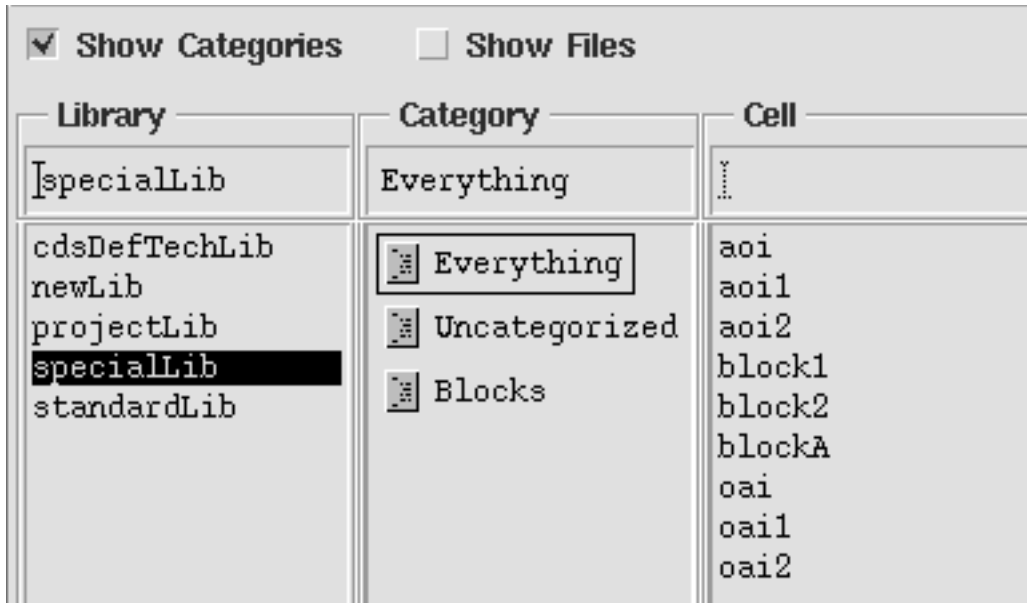 Show Categories
Show Files
Library
Category
Cell
specialLib
Everything
cdsDefTechLib
newLib
projectLib
specialLib
standardLib
Everything
Uncategorized
Blocks
aoi
aoi1
aoi2
block1
block2
blockA
oai
oai1
oai2